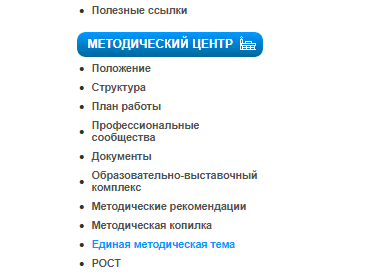 Полезные ссылки
МЕТОДИЧЕСКИЙ ЦЕНТР
Положение
Структура
План работы
Профессиональные
сообщества
Документы
Образовательно-выставочный
комплекс
Методические рекомендации
Методическая копилка
Единая методическая тема
РОСТ